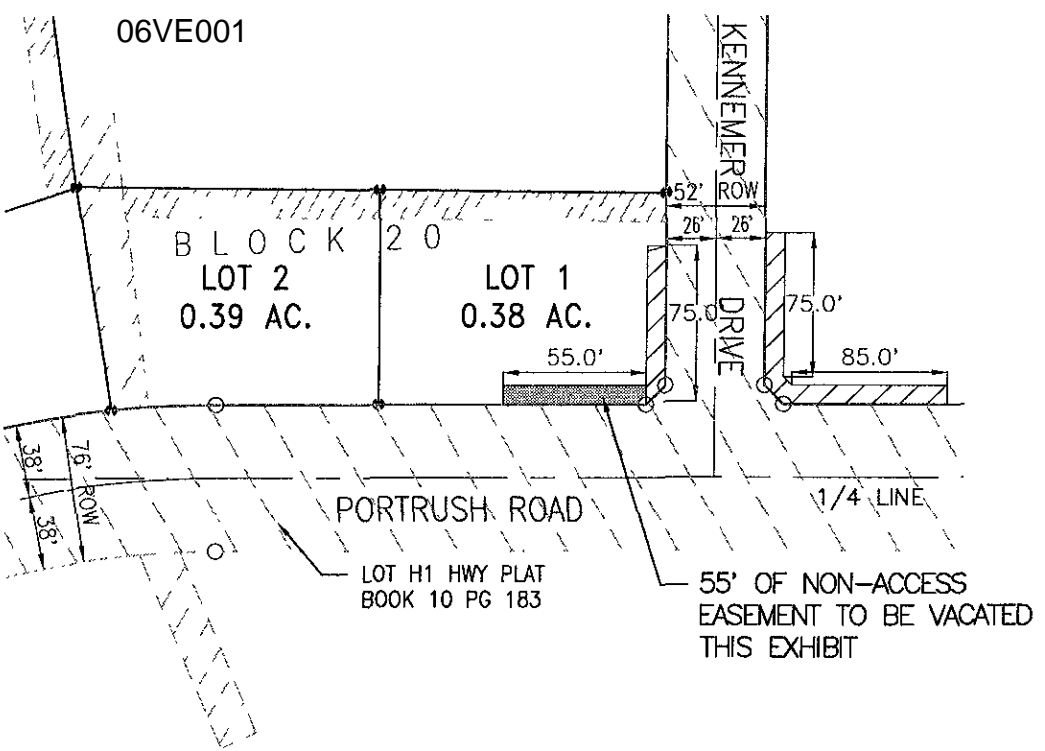 06VE001
KENNEMER
52' ROW
26' 26'
BLOCK 20
LOT 2
0.39 AC.
LOT 1
0.38 AC.
DRIVE
75.0'
75.0'
55.0'
85.0'
38'
76' ROW
38'
PORTRUSH ROAD
1/4 LINE
LOT H1 HWY PLAT
BOOK 10 PG 183
55' OF NON-ACCESS
EASEMENT TO BE VACATED
THIS EXHIBIT